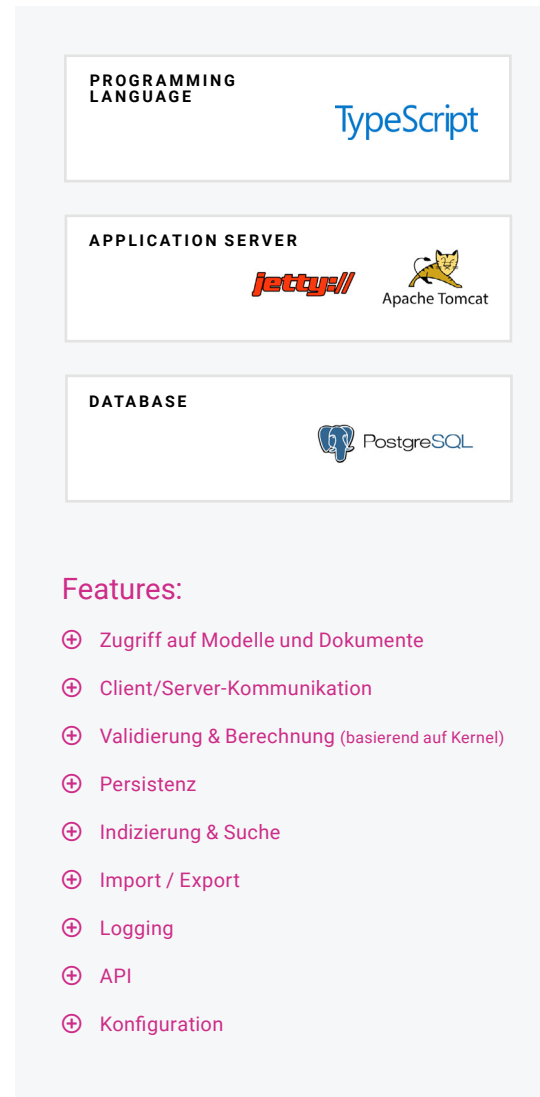 PROGRAMMING
LANGUAGE
TypeScript
APPLICATION SERVER
jetty://
Apache Tomcat
DATABASE
PostgreSQL
Features:
Zugriff auf Modelle und Dokumente
Client/Server-Kommunikation
Validierung & Berechnung (basierend auf Kernel)
Persistenz
Indizierung & Suche
Import / Export
Logging
API
Konfiguration